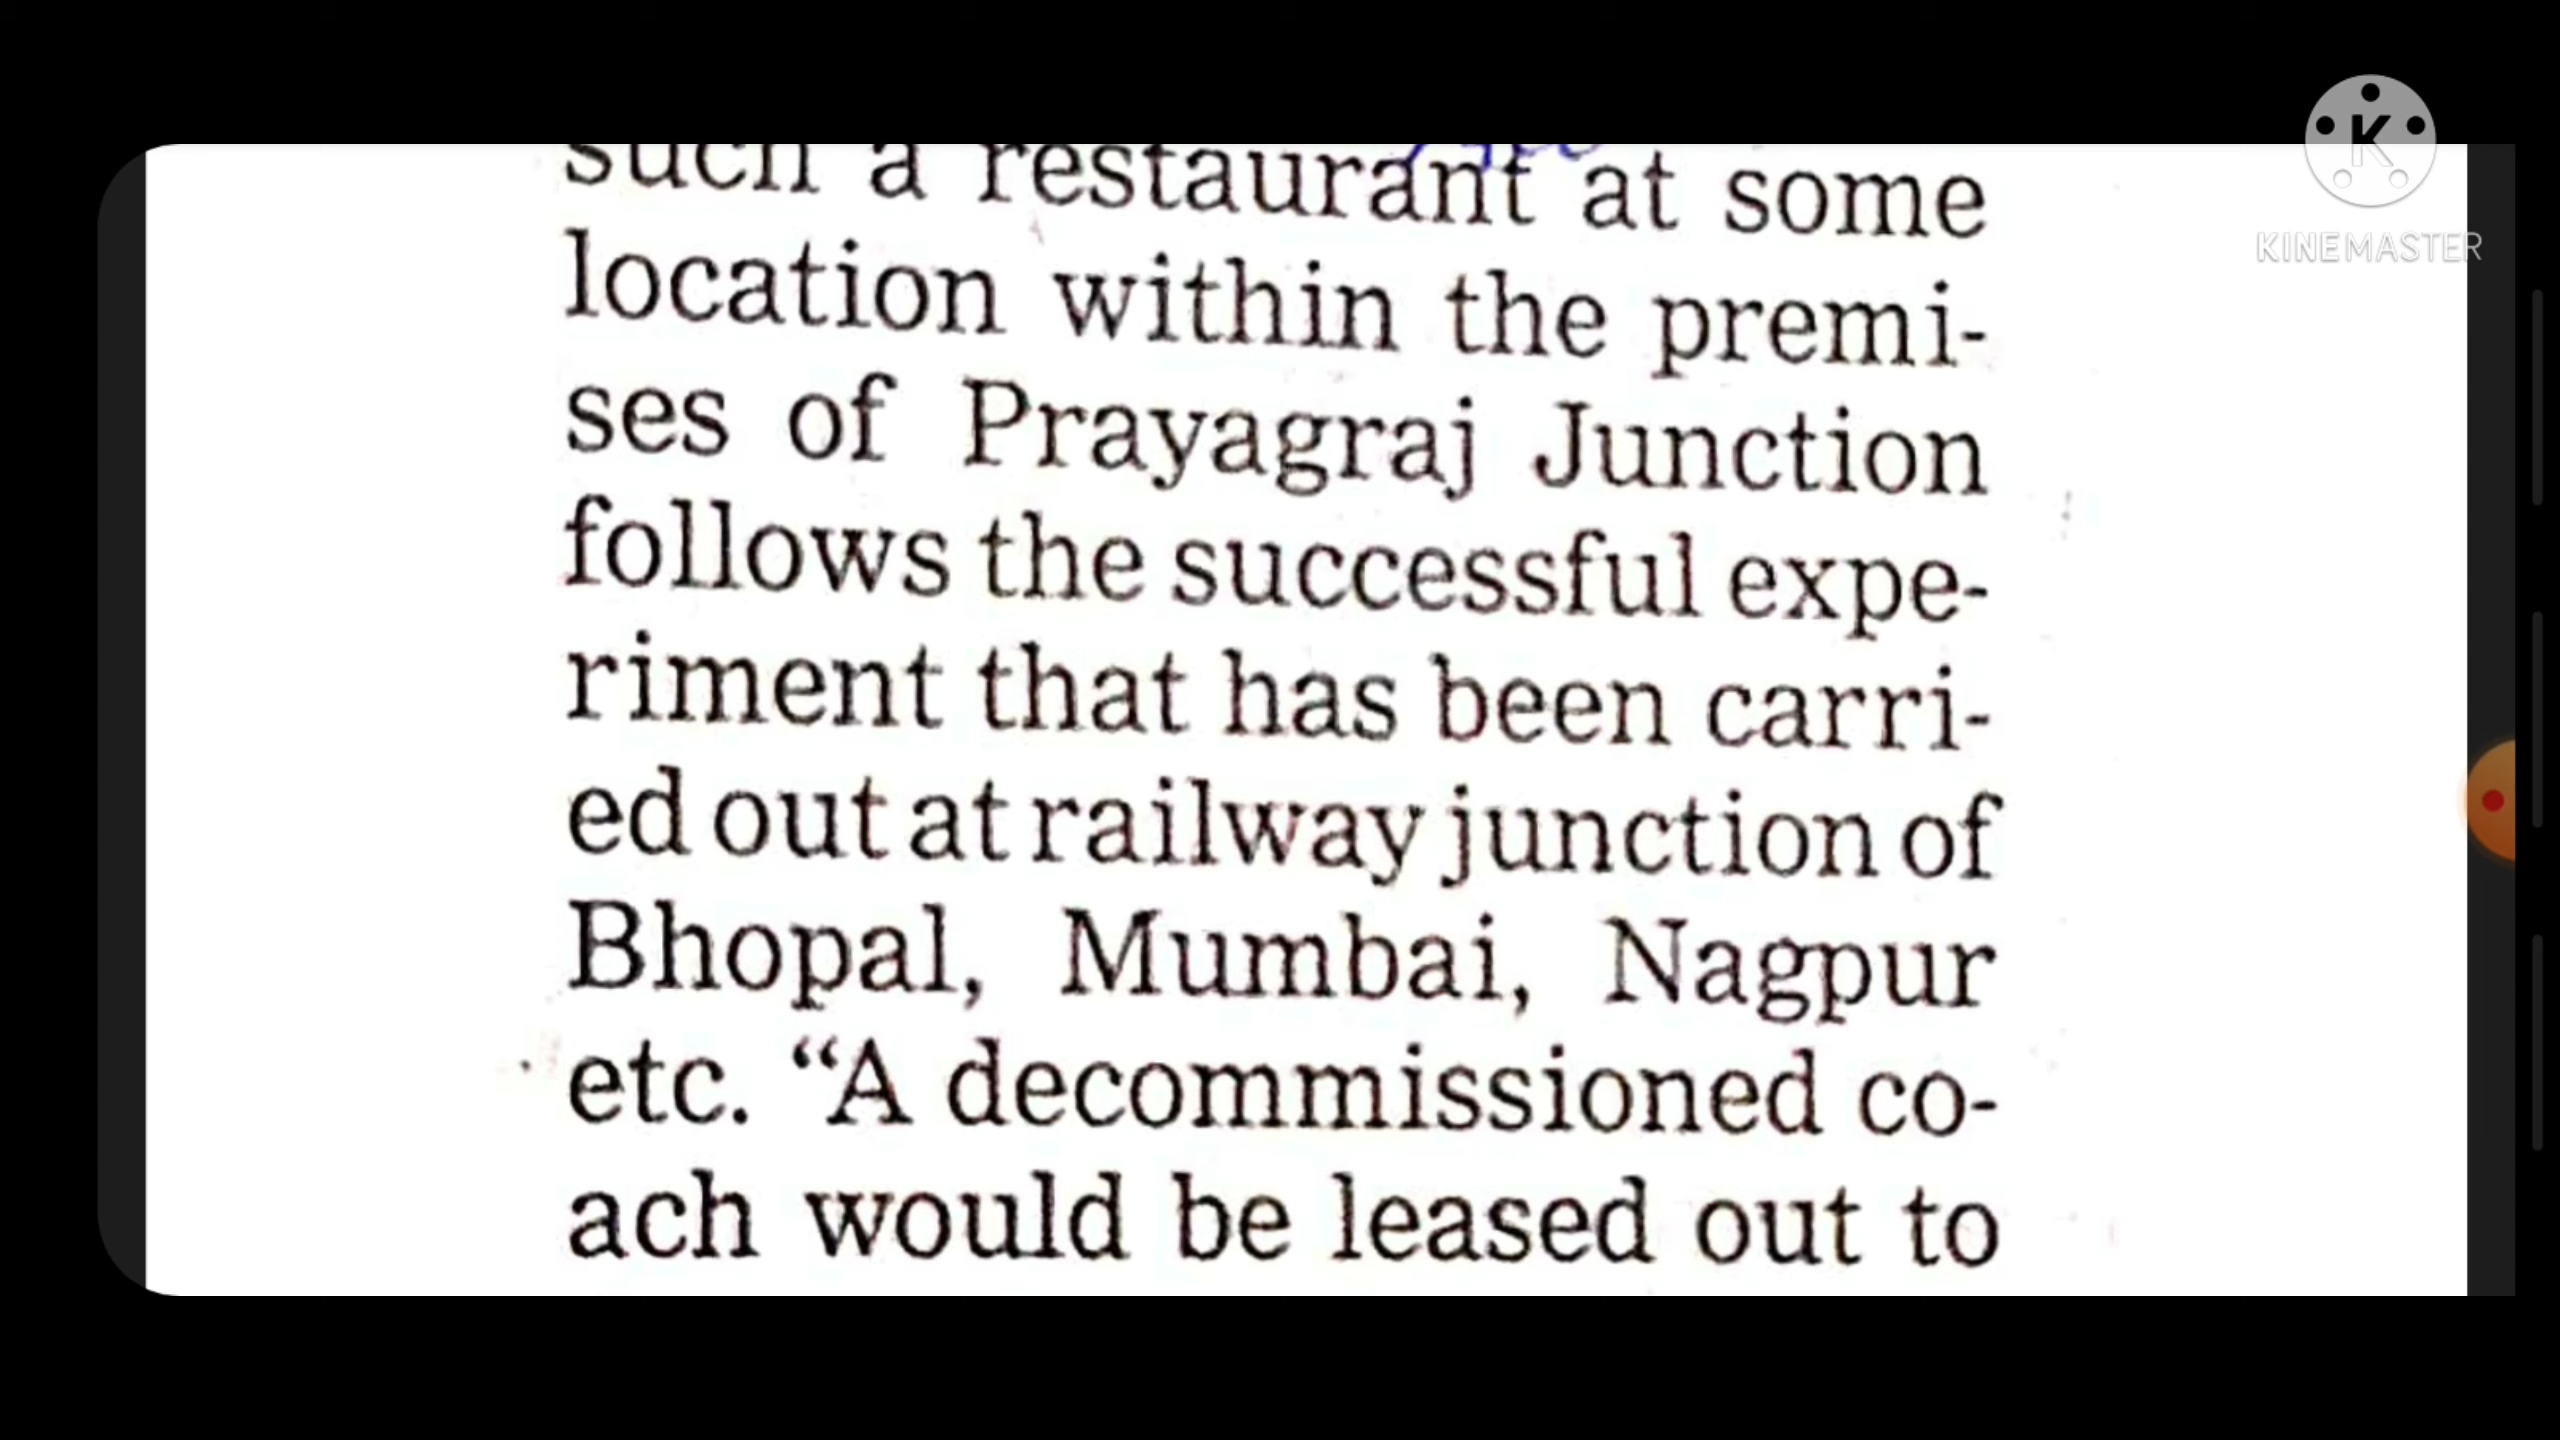 such a restaurant at some
location within the premi-
ses of Prayagraj Junction
follows the successful expe-
riment that has been carri-
ed out at railway junction of
Bhopal, Mumbai, Nagpur
etc. “A decommissioned co-
ach would be leased out to
K
KINEMASTER